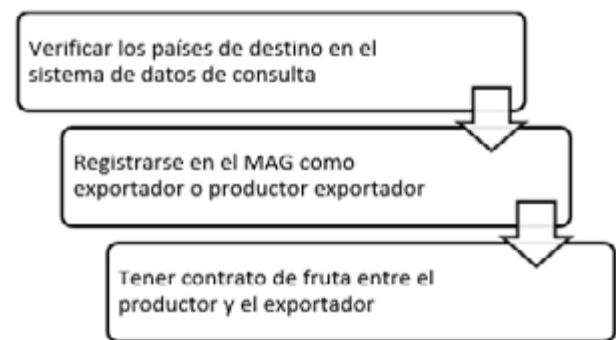 Verificar los países de destino en el
sistema de datos de consulta
Registrarse en el MAG como
exportador o productor exportador
Tener contrato de fruta entre el
productor y el exportador